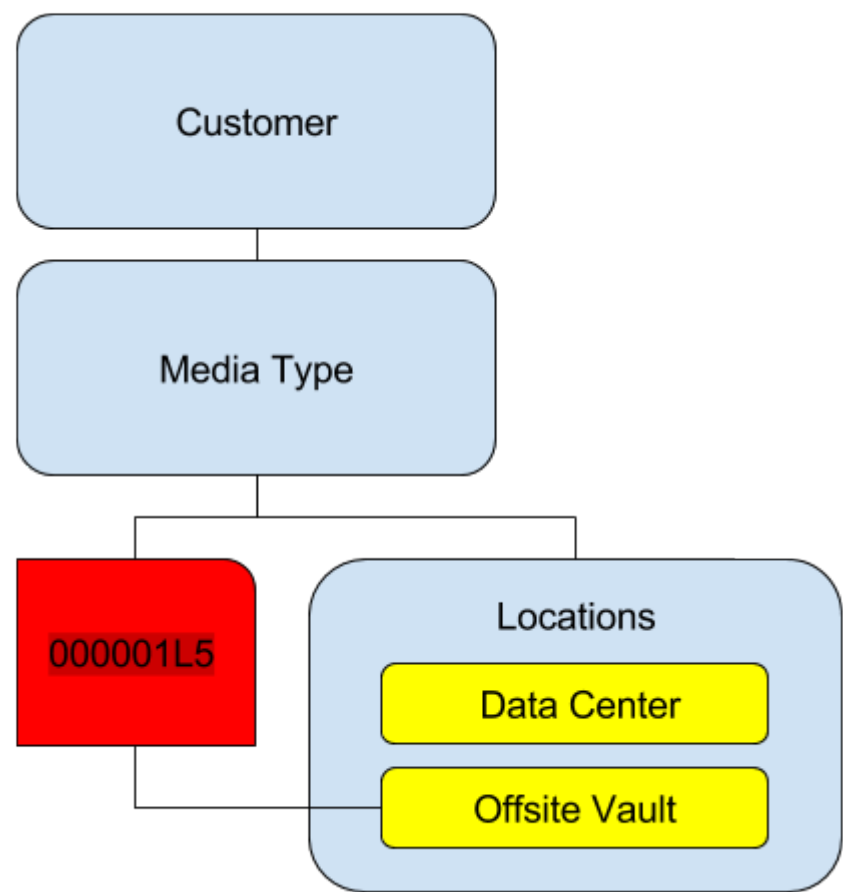 Customer
Media Type
000001L5
Locations
Data Center
Offsite Vault